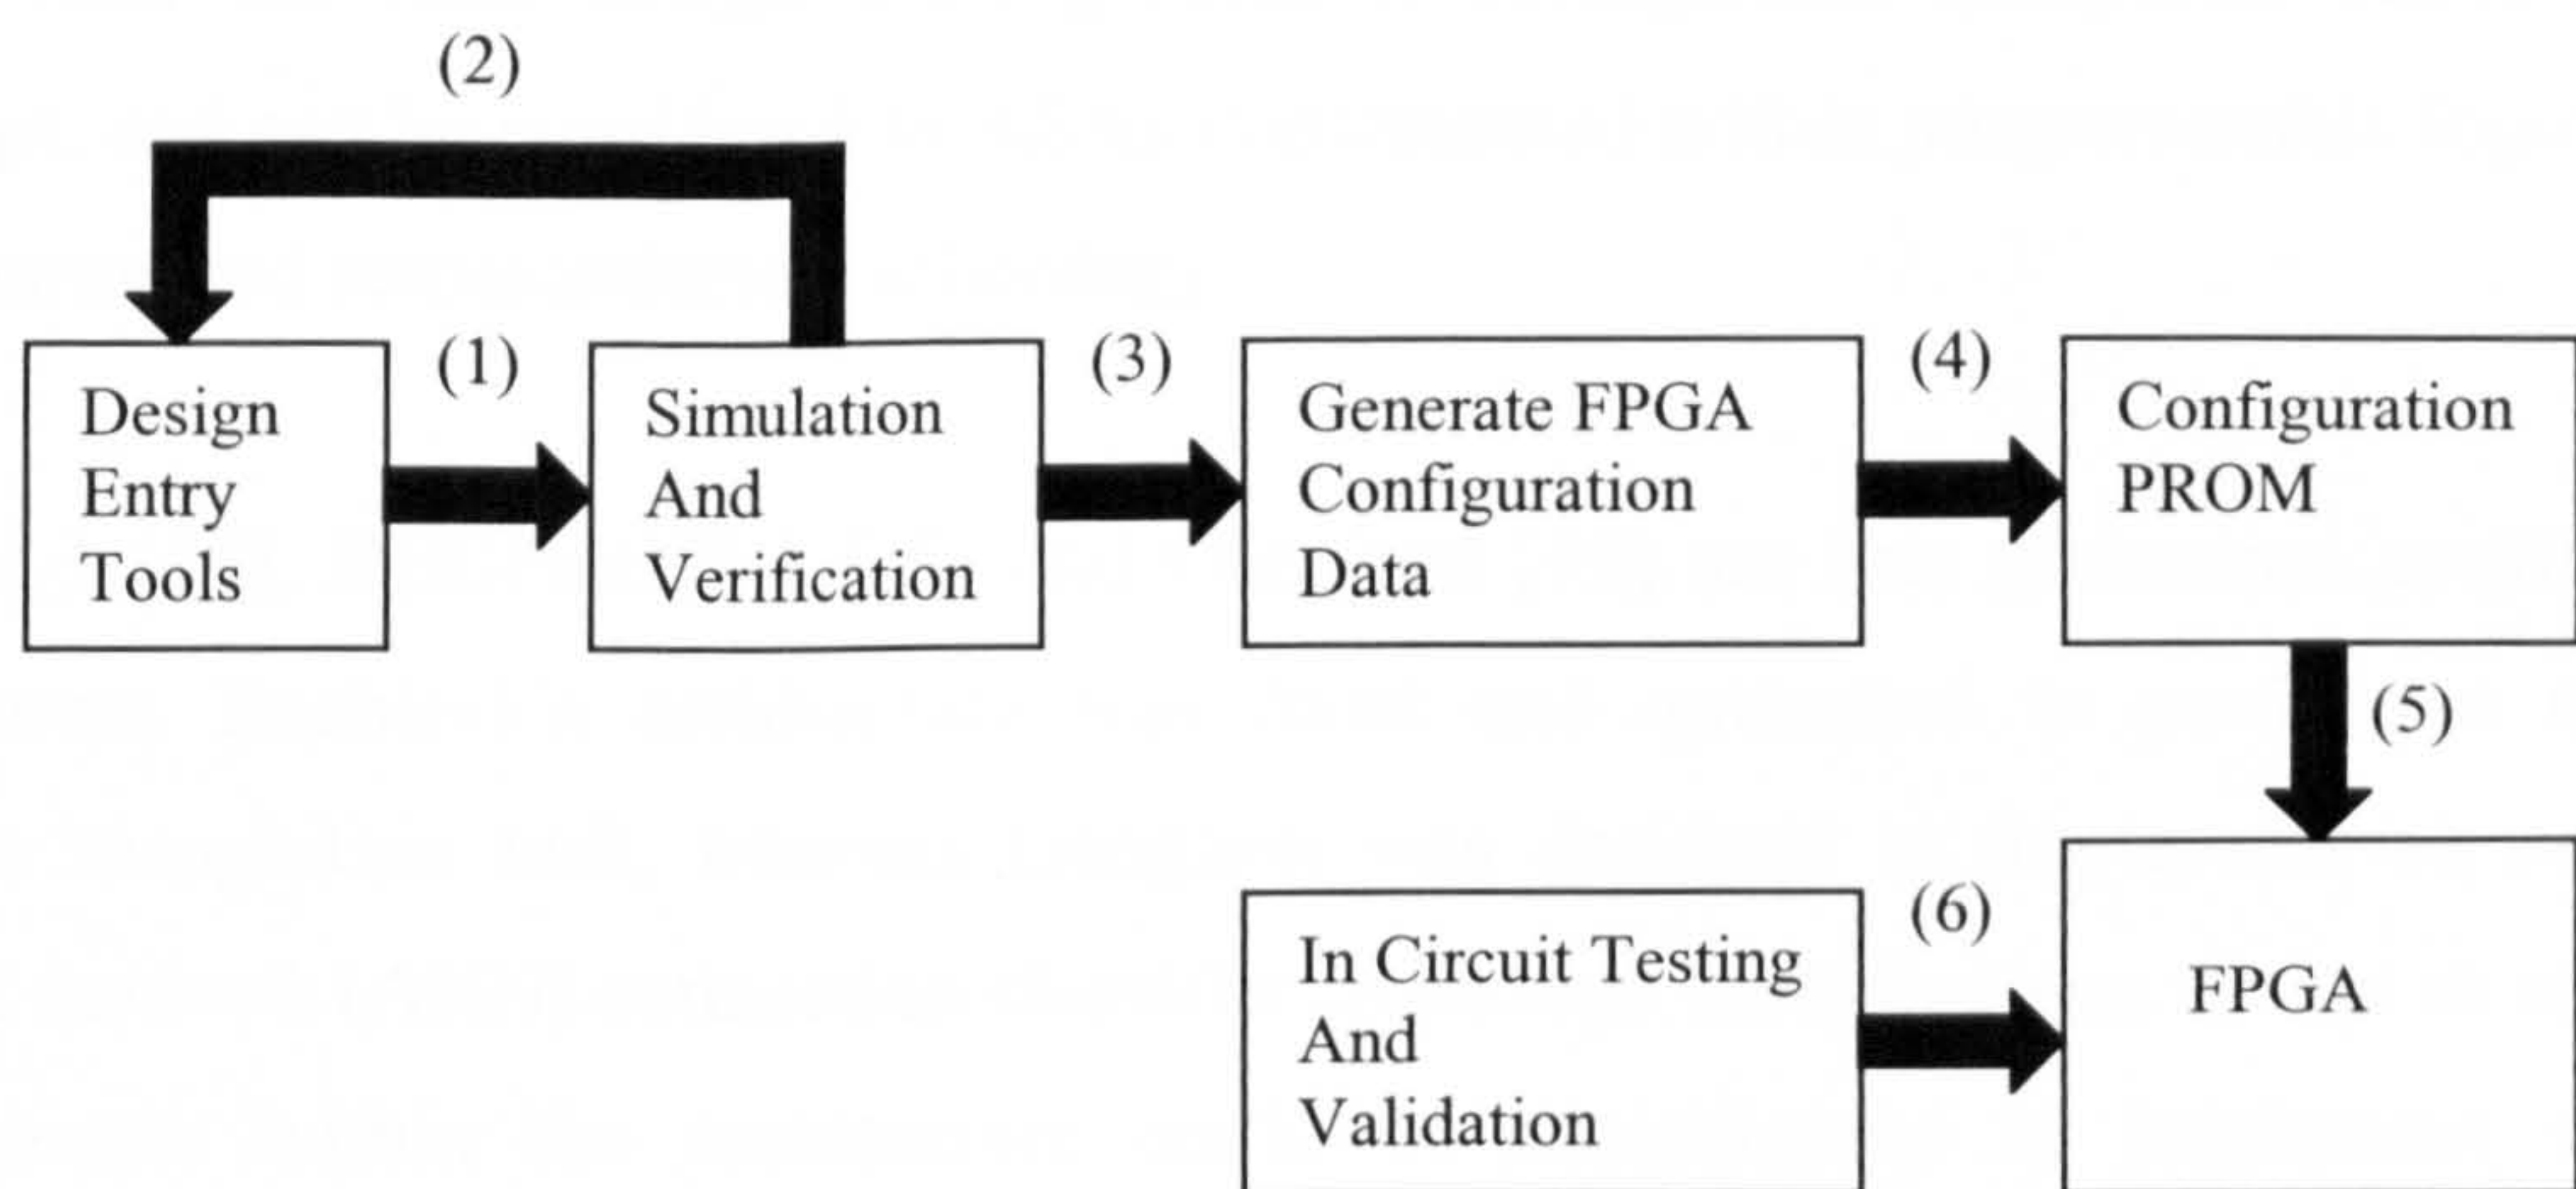 (2)
Design
Entry
Tools
(1)
Simulation
And
Verification
(3)
Generate FPGA
Configuration
Data
(4)
Configuration
PROM
(5)
In Circuit Testing
And
Validation
(6)
FPGA